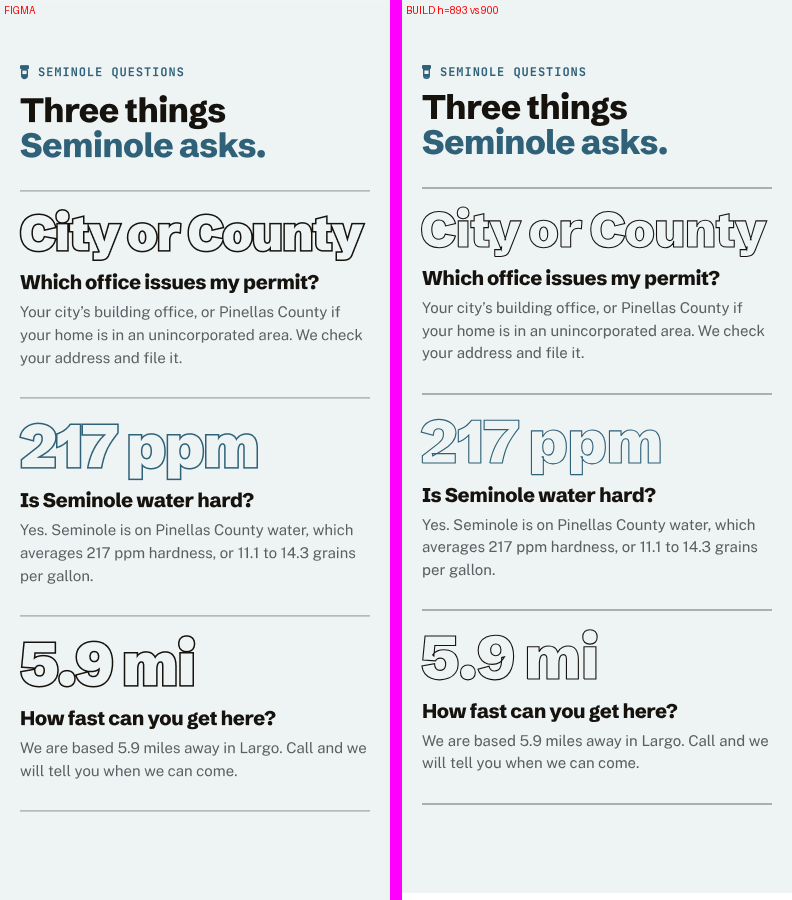 FIGMA
SEMINOLE QUESTIONS
Three things
Seminole asks.
City or County
Which office issues my permit?
Your city’s building office, or Pinellas County if
your home is in an unincorporated area. We check
your address and file it.
217 ppm
Is Seminole water hard?
Yes. Seminole is on Pinellas County water, which
averages 217 ppm hardness, or 11.1 to 14.3 grains
per gallon.
5.9 mi
How fast can you get here?
We are based 5.9 miles away in Largo. Call and we
will tell you when we can come.
BUILD h=893 vs 900
SEMINOLE QUESTIONS
Three things
Seminole asks.
City or County
Which office issues my permit?
Your city’s building office, or Pinellas County if
your home is in an unincorporated area. We check
your address and file it.
217 ppm
Is Seminole water hard?
Yes. Seminole is on Pinellas County water, which
averages 217 ppm hardness, or 11.1 to 14.3 grains
per gallon.
5.9 mi
How fast can you get here?
We are based 5.9 miles away in Largo. Call and we
will tell you when we can come.